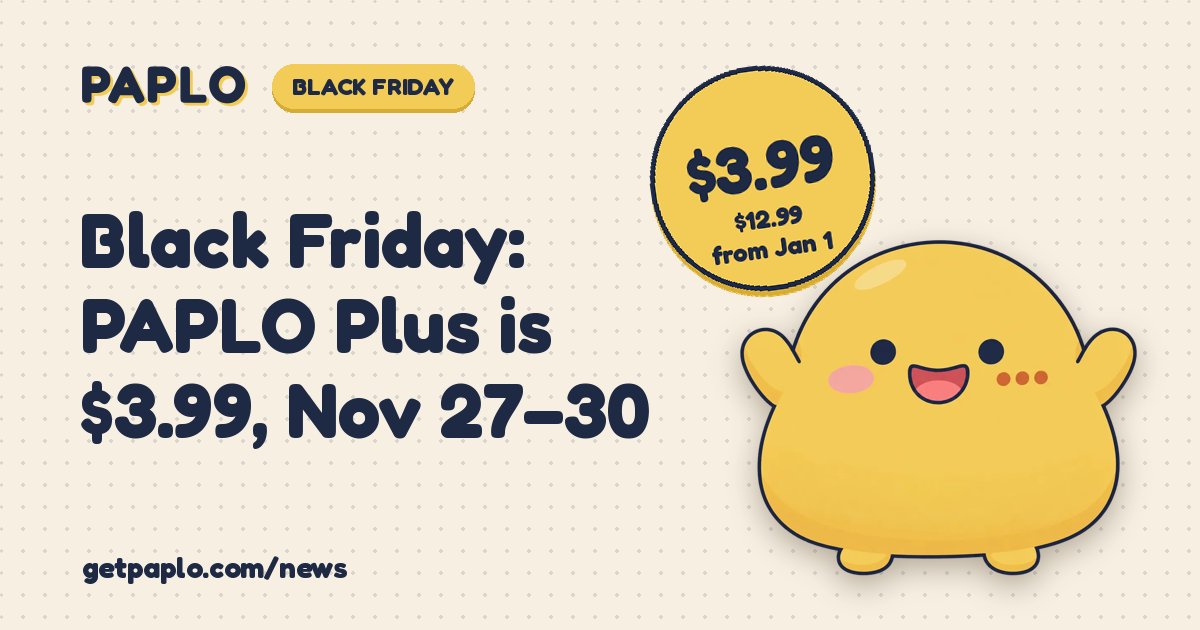 PAPLO
BLACK FRIDAY
$3.99
$12.99
from Jan 1
Black Friday:
PAPLO Plus is
$3.99, Nov 27–30
getpaplo.com/news